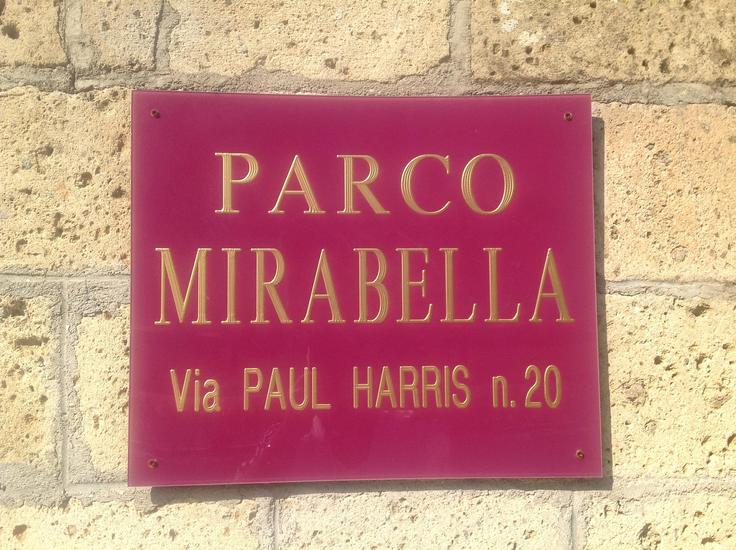 PARCO
MIRABELLA
Via PAUL HARRIS n. 20